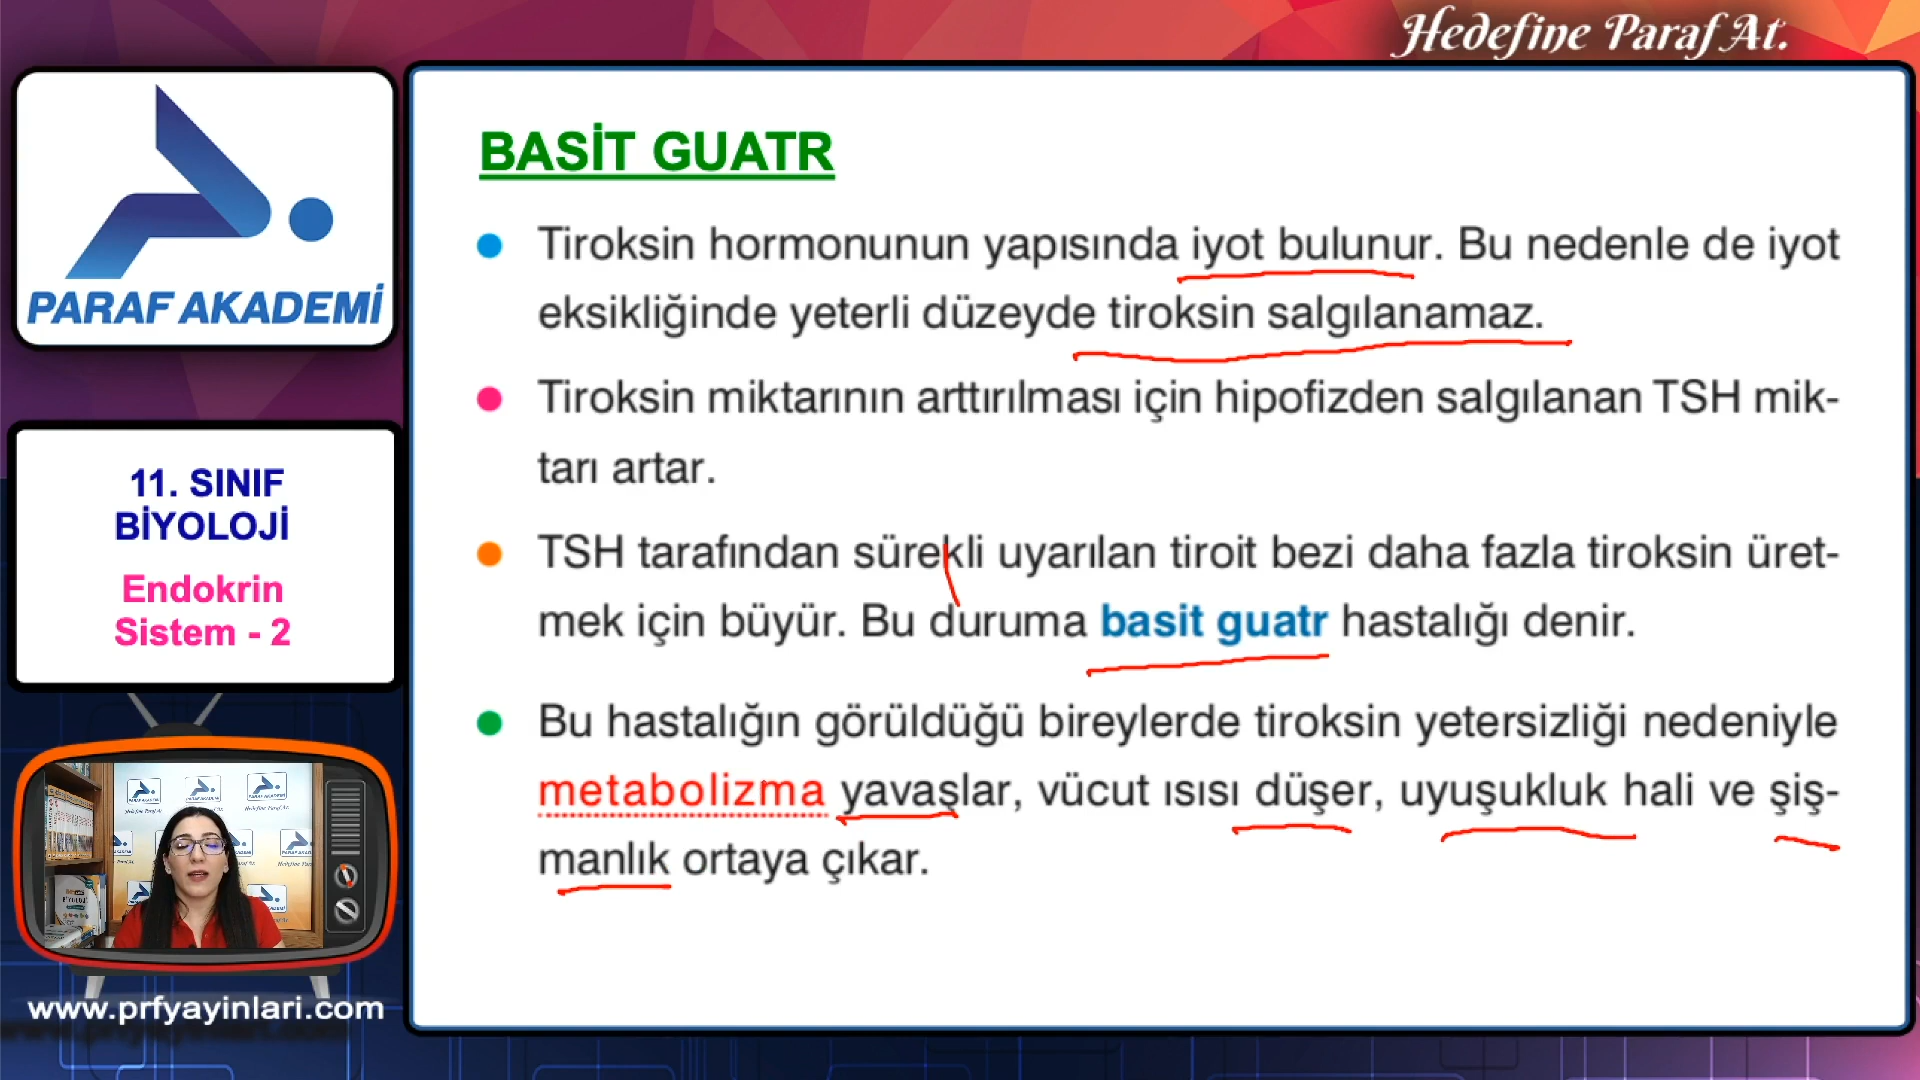 Hedefine Paraf At.
PARAF AKADEMİ
11. SINIF
BİYOLOJİ
Endokrin
Sistem - 2
www.prfyayinlari.com
BASİT GUATR
Tiroksin hormonunun yapısında iyot bulunur. Bu nedenle de iyot
eksikliğinde yeterli düzeyde tiroksin salgılanamaz.
Tiroksin miktarının arttırılması için hipofizden salgılanan TSH mik-
tarı artar.
TSH tarafından sürekli uyarılan tiroit bezi daha fazla tiroksin üret-
mek için büyür. Bu duruma basit guatr hastalığı denir.
Bu hastalığın görüldüğü bireylerde tiroksin yetersizliği nedeniyle
metabolizma yavaşlar, vücut ısısı düşer, uyuşukluk hali ve şiş-
manlık ortaya çıkar.